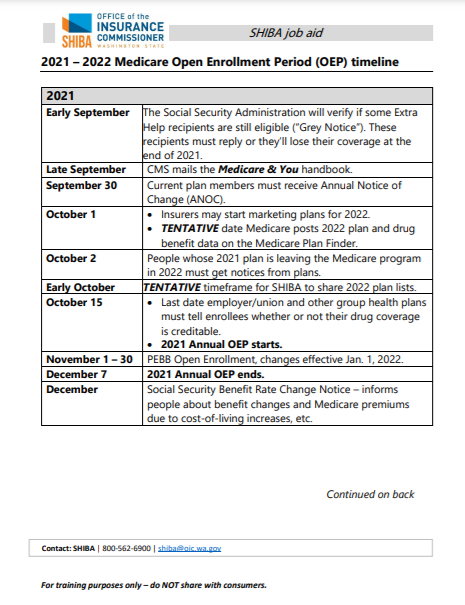 OFFICE of the
INSURANCE
COMMISSIONER
SHIBA WASHINGTON STATE
SHIBA job aid
2021 – 2022 Medicare Open Enrollment Period (OEP) timeline
2021
Early September
The Social Security Administration will verify if some Extra
Help recipients are still eligible (“Grey Notice”). These
recipients must reply or they’ll lose their coverage at the
end of 2021.
Late September
CMS mails the Medicare & You handbook.
September 30
Current plan members must receive Annual Notice of
Change (ANOC).
October 1
• Insurers may start marketing plans for 2022.
• TENTATIVE date Medicare posts 2022 plan and drug
benefit data on the Medicare Plan Finder.
October 2
People whose 2021 plan is leaving the Medicare program
in 2022 must get notices from plans.
Early October
TENTATIVE timeframe for SHIBA to share 2022 plan lists.
October 15
• Last date employer/union and other group health plans
must tell enrollees whether or not their drug coverage
is creditable.
• 2021 Annual OEP starts.
November 1 – 30
PEBB Open Enrollment, changes effective Jan. 1, 2022.
December 7
2021 Annual OEP ends.
December
Social Security Benefit Rate Change Notice – informs
people about benefit changes and Medicare premiums
due to cost-of-living increases, etc.
Continued on back
Contact: SHIBA | 800-562-6900 | shiba@oic.wa.gov
For training purposes only – do NOT share with consumers.